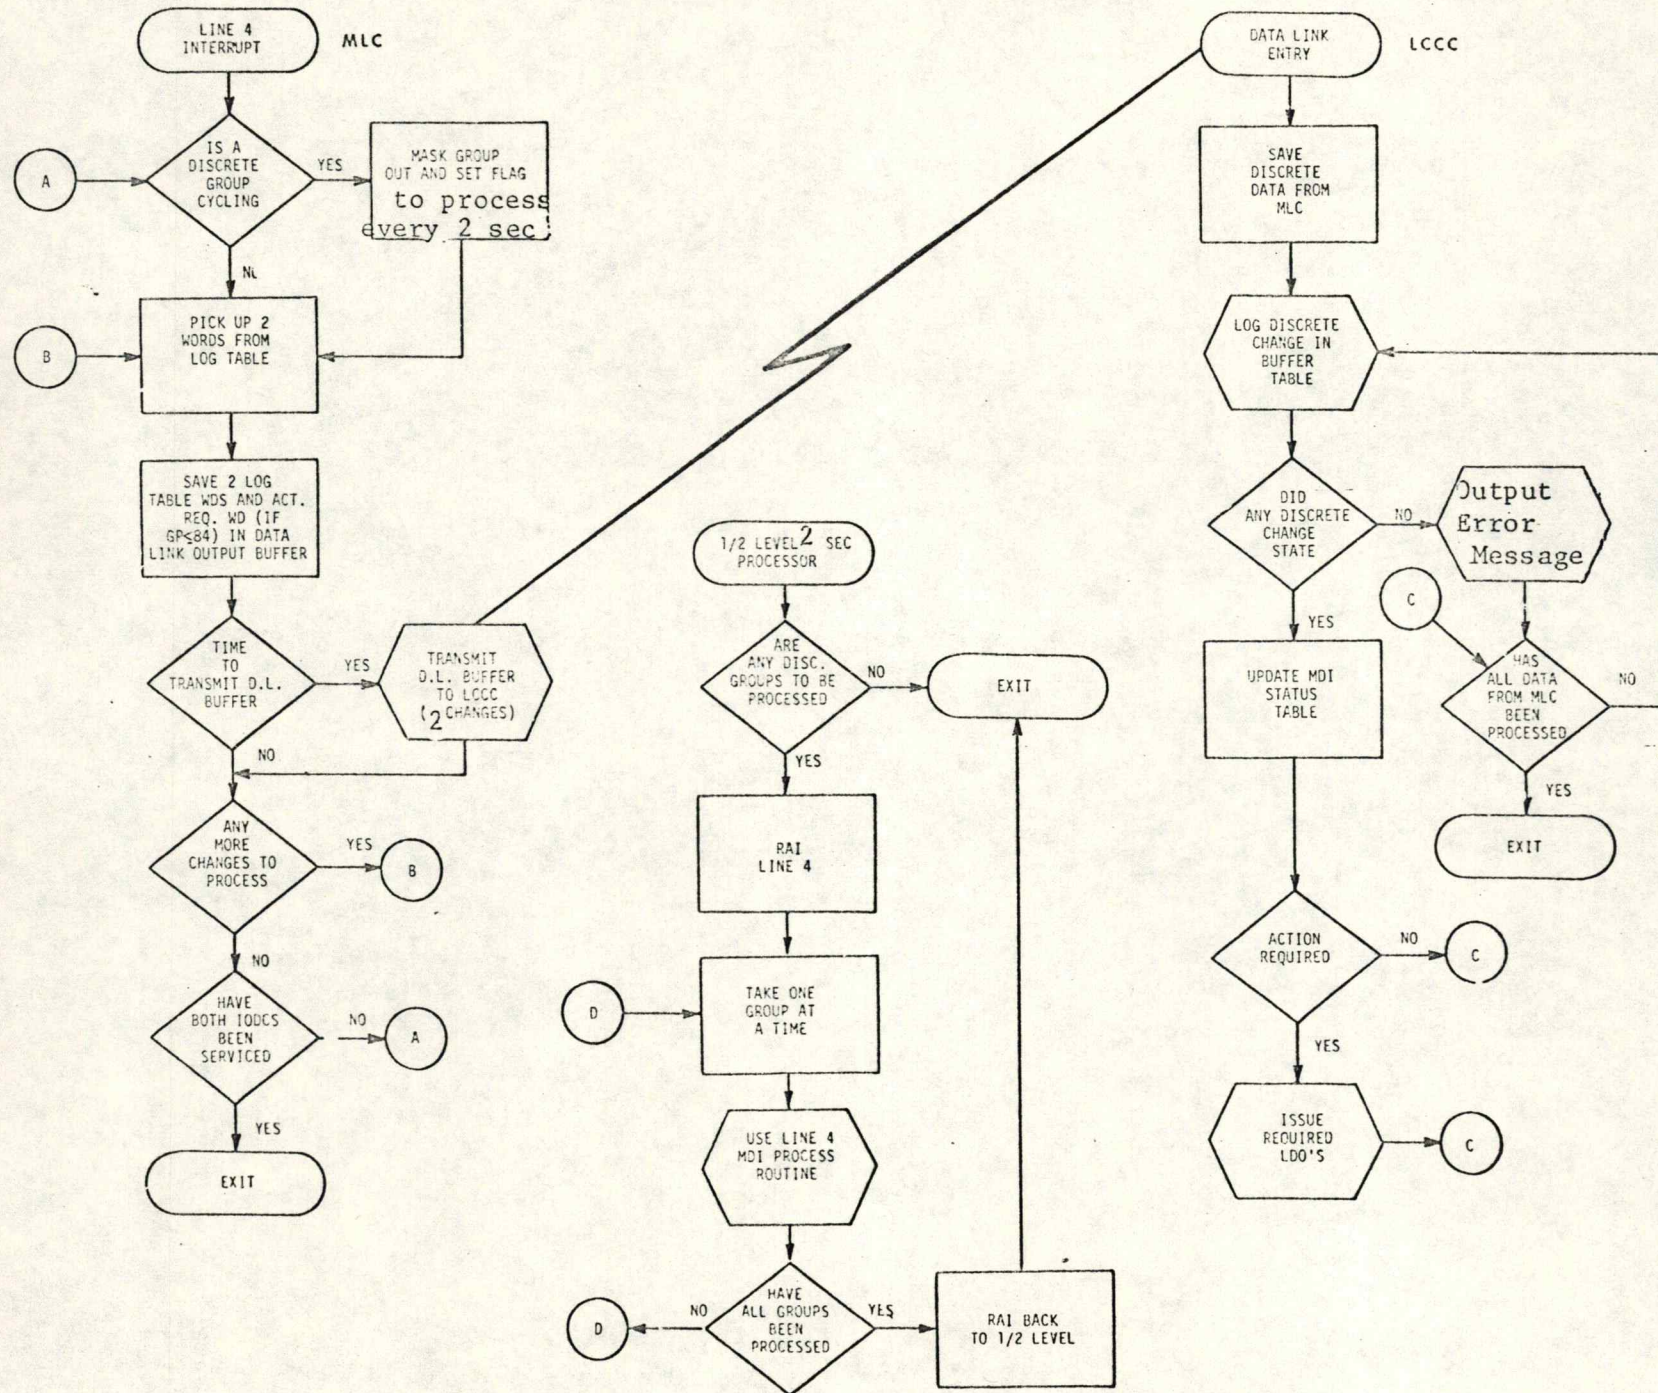 LINE 4
INTERRUPT
MLC
IS A
DISCRETE
GROUP
CYCLING
A
YES
MASK GROUP
OUT AND SET FLAG
to process
every 2 sec
NO
PICK UP 2
WORDS FROM
LOG TABLE
B
SAVE 2 LOG
TABLE WDS AND ACT.
REQ. WD (IF
GP≤84) IN DATA
LINK OUTPUT BUFFER
TIME
TO
TRANSMIT D.L.
BUFFER
YES
TRANSMIT
D.L. BUFFER
TO LCCC
(2 CHANGES)
NO
ANY
MORE
CHANGES TO
PROCESS
YES
B
NO
HAVE
BOTH IODCS
BEEN
SERVICED
NO
A
YES
EXIT
1/2 LEVEL 2 SEC
PROCESSOR
ARE
ANY DISC.
GROUPS TO BE
PROCESSED
NO
EXIT
YES
RAI
LINE 4
D
TAKE ONE
GROUP AT
A TIME
USE LINE 4
MDI PROCESS
ROUTINE
HAVE
ALL GROUPS
BEEN
PROCESSED
NO
D
YES
RAI BACK
TO 1/2 LEVEL
DATA LINK
ENTRY
LCCC
SAVE
DISCRETE
DATA FROM
MLC
LOG DISCRETE
CHANGE IN
BUFFER
TABLE
DID
ANY DISCRETE
CHANGE
STATE
NO
Output
Error
Message
C
YES
UPDATE MDI
STATUS
TABLE
HAS
ALL DATA
FROM MLC
BEEN
PROCESSED
NO
YES
EXIT
ACTION
REQUIRED
NO
C
YES
ISSUE
REQUIRED
LDO'S
C